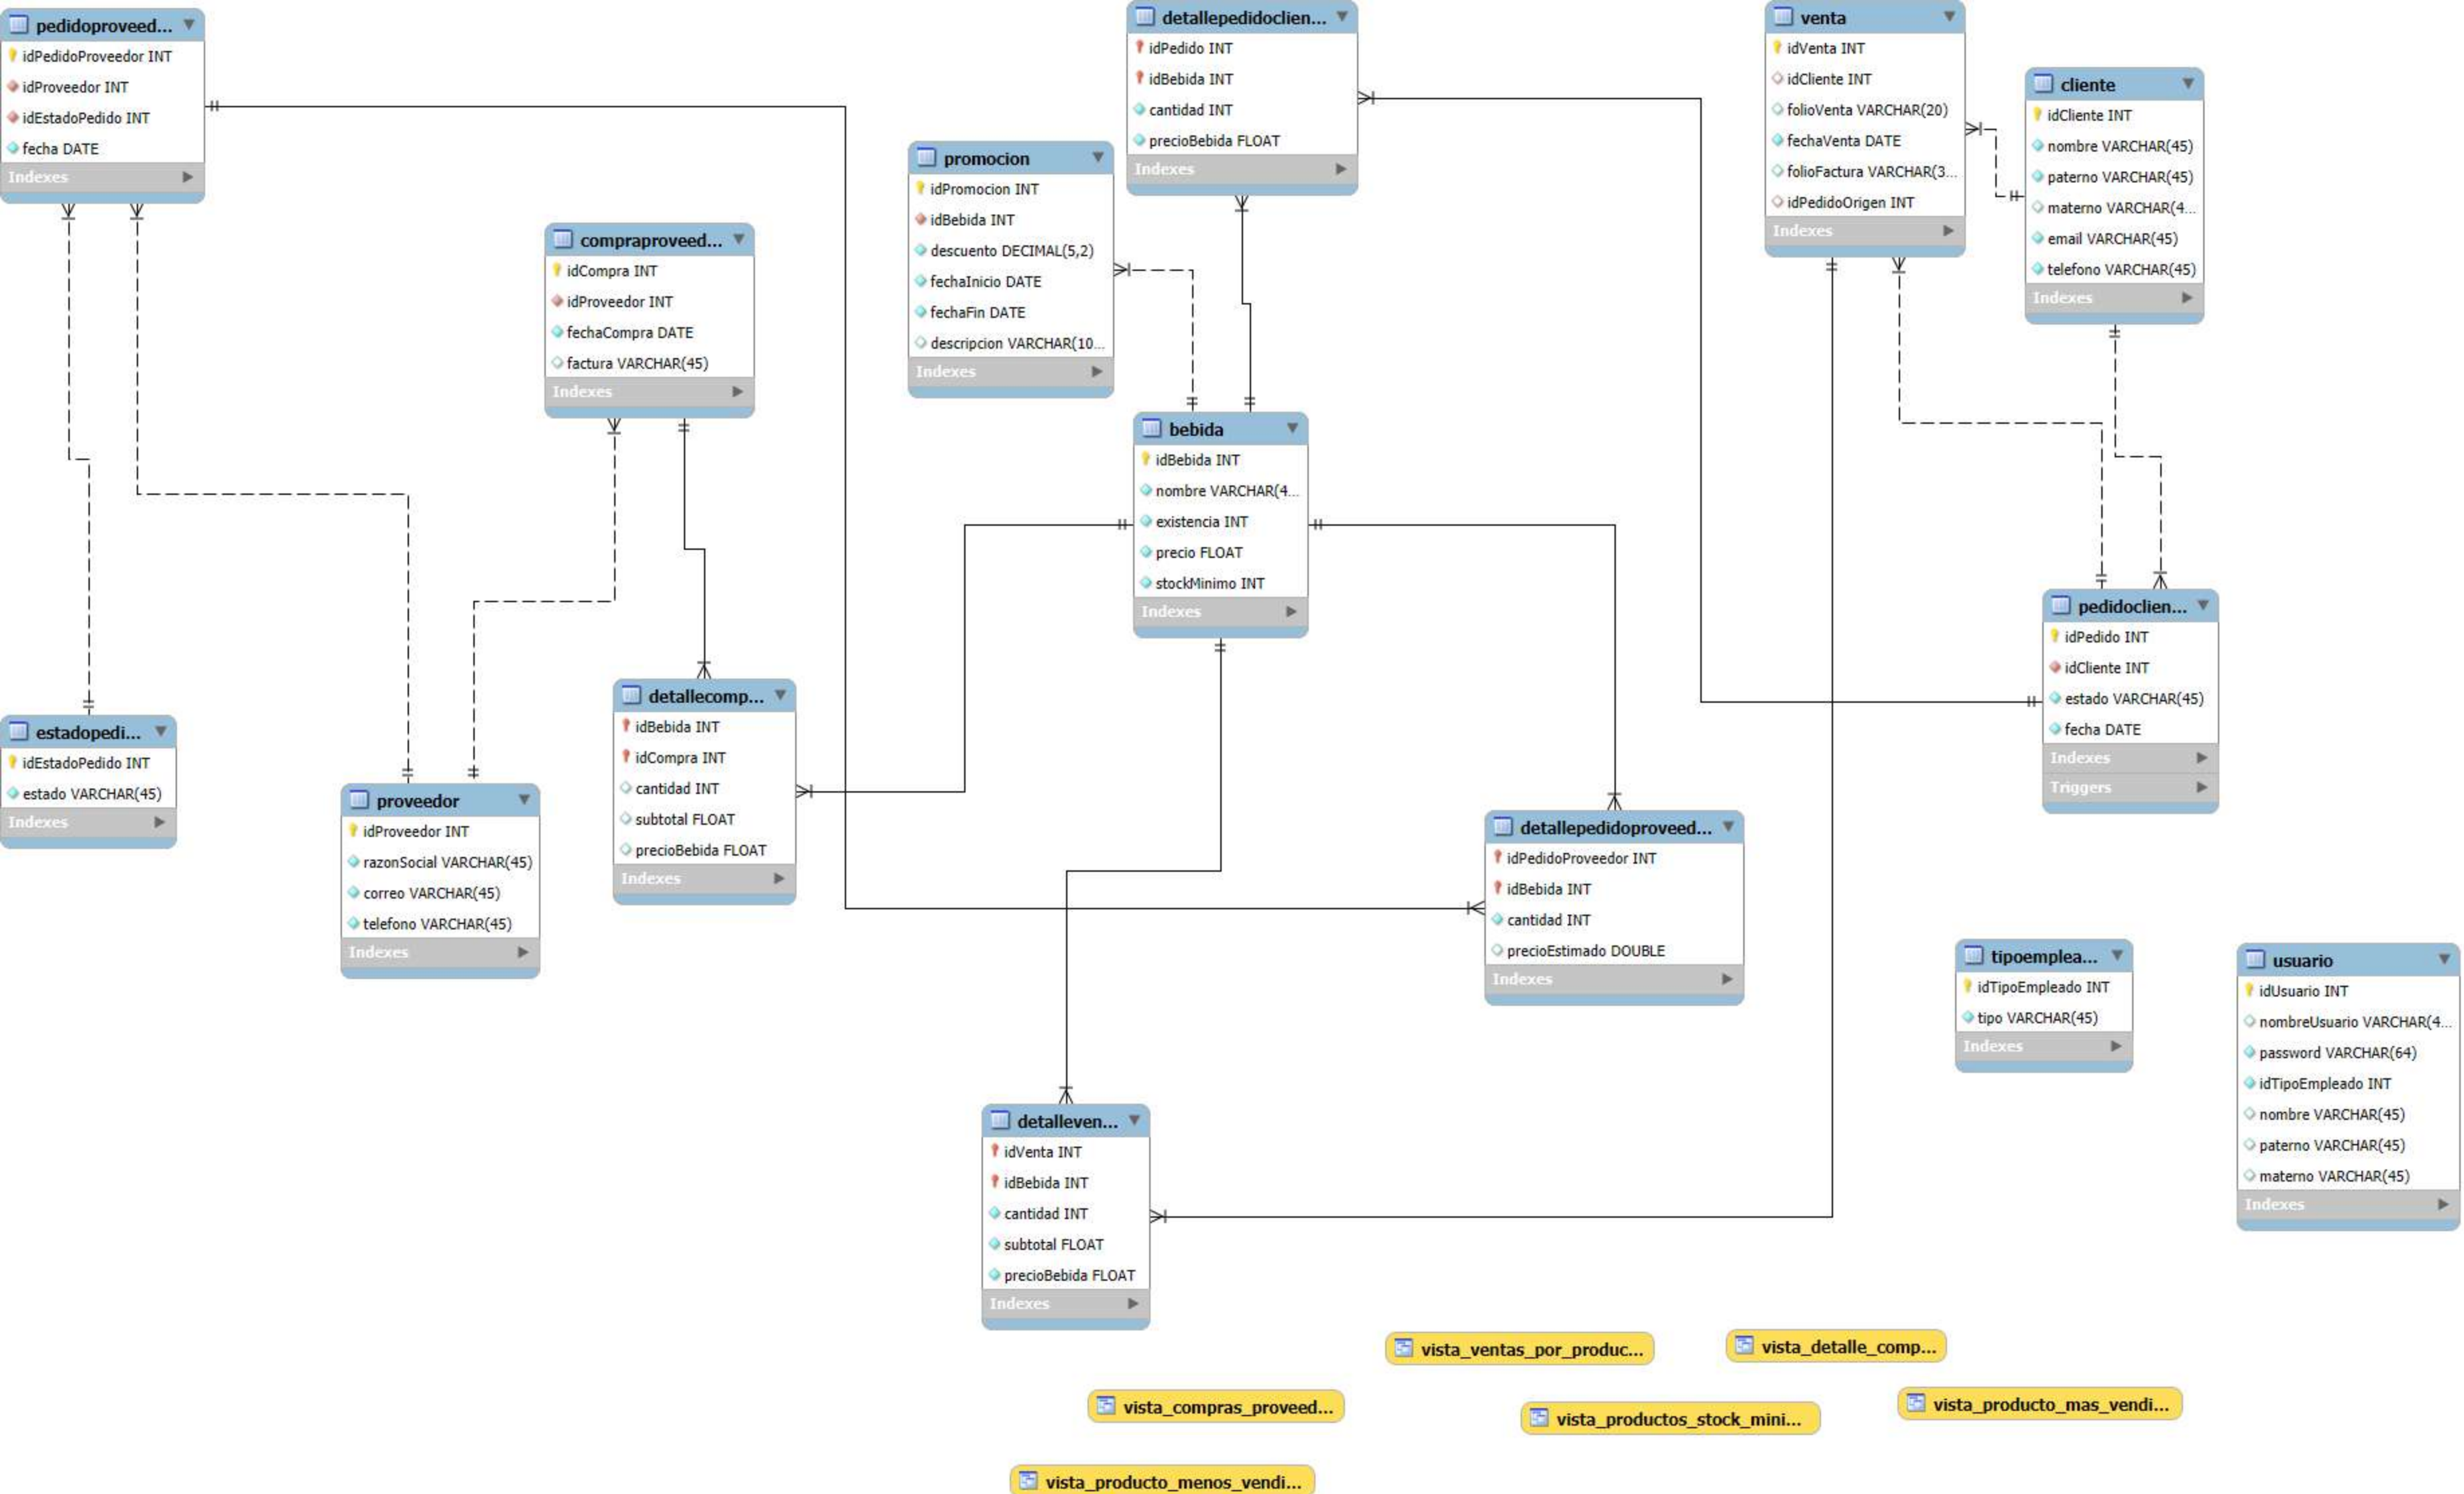 pedidoproveed...
idPedidoProveedor INT
idProveedor INT
idEstadoPedido INT
fecha DATE
Indexes
detallepedidoclien...
idPedido INT
idBebida INT
cantidad INT
precioBebida FLOAT
Indexes
venta
idVenta INT
idCliente INT
folioVenta VARCHAR(20)
fechaVenta DATE
folioFactura VARCHAR(3...
idPedidoOrigen INT
Indexes
cliente
idCliente INT
nombre VARCHAR(45)
paterno VARCHAR(45)
materno VARCHAR(4...
email VARCHAR(45)
telefono VARCHAR(45)
Indexes
promocion
idPromocion INT
idBebida INT
descuento DECIMAL(5,2)
fechaInicio DATE
fechaFin DATE
descripcion VARCHAR(10...
Indexes
compraproveed...
idCompra INT
idProveedor INT
fechaCompra DATE
factura VARCHAR(45)
Indexes
bebida
idBebida INT
nombre VARCHAR(4...
existencia INT
precio FLOAT
stockMinimo INT
Indexes
pedidoclien...
idPedido INT
idCliente INT
estado VARCHAR(45)
fecha DATE
Indexes
Triggers
detallecomp...
idBebida INT
idCompra INT
cantidad INT
subtotal FLOAT
precioBebida FLOAT
Indexes
estadopedi...
idEstadoPedido INT
estado VARCHAR(45)
Indexes
proveedor
idProveedor INT
razonSocial VARCHAR(45)
correo VARCHAR(45)
telefono VARCHAR(45)
Indexes
detallepedidoproveed...
idPedidoProveedor INT
idBebida INT
cantidad INT
precioEstimado DOUBLE
Indexes
tipoemplea...
idTipoEmpleado INT
tipo VARCHAR(45)
Indexes
usuario
idUsuario INT
nombreUsuario VARCHAR(4...
password VARCHAR(64)
idTipoEmpleado INT
nombre VARCHAR(45)
paterno VARCHAR(45)
materno VARCHAR(45)
Indexes
detalleven...
idVenta INT
idBebida INT
cantidad INT
subtotal FLOAT
precioBebida FLOAT
Indexes
vista_ventas_por_produc...
vista_detalle_comp...
vista_compras_proveed...
vista_productos_stock_mini...
vista_producto_mas_vendi...
vista_producto_menos_vendi...